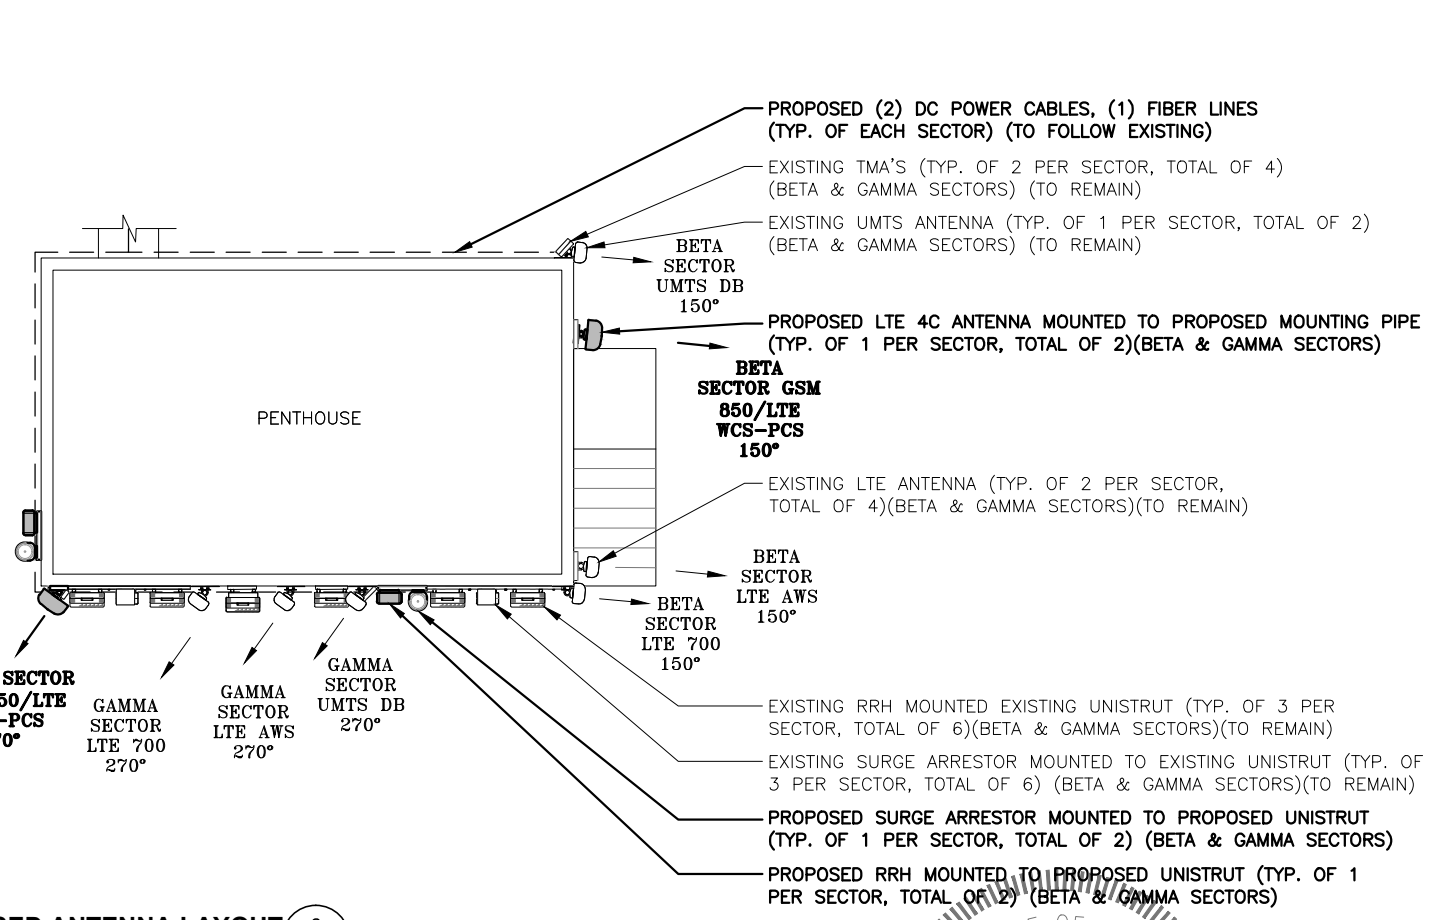 PROPOSED (2) DC POWER CABLES, (1) FIBER LINES
(TYP. OF EACH SECTOR) (TO FOLLOW EXISTING)
EXISTING TMA'S (TYP. OF 2 PER SECTOR, TOTAL OF 4)
(BETA & GAMMA SECTORS) (TO REMAIN)
EXISTING UMTS ANTENNA (TYP. OF 1 PER SECTOR, TOTAL OF 2)
(BETA & GAMMA SECTORS) (TO REMAIN)
BETA
SECTOR
UMTS DB
150°
PROPOSED LTE 4C ANTENNA MOUNTED TO PROPOSED MOUNTING PIPE
(TYP. OF 1 PER SECTOR, TOTAL OF 2)(BETA & GAMMA SECTORS)
BETA
SECTOR GSM
850/LTE
WCS-PCS
150°
PENTHOUSE
EXISTING LTE ANTENNA (TYP. OF 2 PER SECTOR,
TOTAL OF 4)(BETA & GAMMA SECTORS)(TO REMAIN)
BETA
SECTOR
LTE AWS
150°
BETA
SECTOR
LTE 700
150°
SECTOR
50/LTE
-PCS
0°
GAMMA
SECTOR
LTE 700
270°
GAMMA
SECTOR
LTE AWS
270°
GAMMA
SECTOR
UMTS DB
270°
EXISTING RRH MOUNTED EXISTING UNISTRUT (TYP. OF 3 PER
SECTOR, TOTAL OF 6)(BETA & GAMMA SECTORS)(TO REMAIN)
EXISTING SURGE ARRESTOR MOUNTED TO EXISTING UNISTRUT (TYP. OF
3 PER SECTOR, TOTAL OF 6) (BETA & GAMMA SECTORS)(TO REMAIN)
PROPOSED SURGE ARRESTOR MOUNTED TO PROPOSED UNISTRUT
(TYP. OF 1 PER SECTOR, TOTAL OF 2) (BETA & GAMMA SECTORS)
PROPOSED RRH MOUNTED TO PROPOSED UNISTRUT (TYP. OF 1
PER SECTOR, TOTAL OF 2) (BETA & GAMMA SECTORS)
ANTENNA LAYOUT